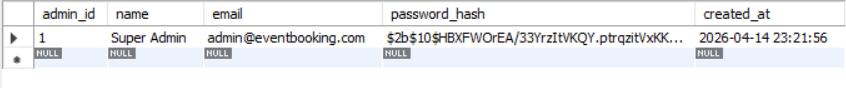 admin_id name email password_hash created_at
1 Super Admin admin@eventbooking.com $2b$10$HBXFWOrEA/33YrzItVKQY.ptrqzitVxKK... 2026-04-14 23:21:56
NULL NULL NULL NULL NULL